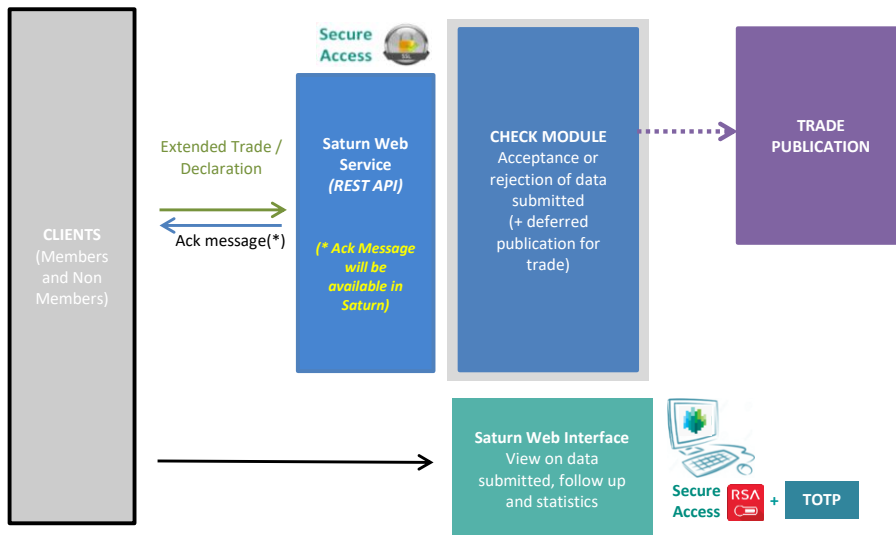 Secure
Access
SSL
Extended Trade /
Declaration
Ack message(*)
CLIENTS
(Members
and Non
Members)
Saturn Web
Service
(REST API)
(* Ack Message
will be
available in
Saturn)
CHECK MODULE
Acceptance or
rejection of data
submitted
(+ deferred
publication for
trade)
TRADE
PUBLICATION
Saturn Web Interface
View on data
submitted, follow up
and statistics
Secure
Access
RSA
+
TOTP